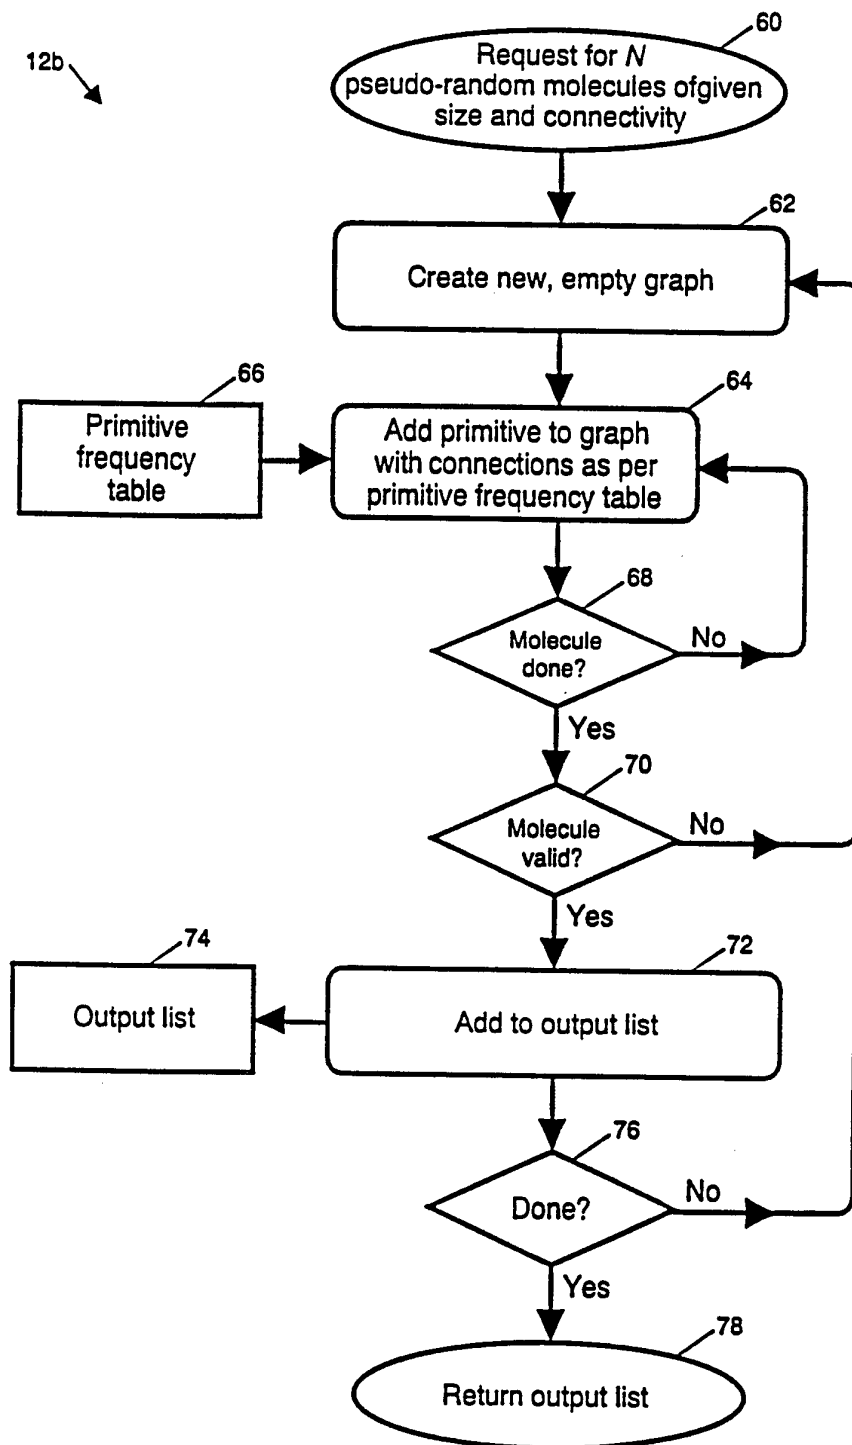 12b
60
Request for N
pseudo-random molecules ofgiven
size and connectivity
62
Create new, empty graph
66
Primitive
frequency
table
64
Add primitive to graph
with connections as per
primitive frequency table
68
Molecule
done?
No
Yes
70
Molecule
valid?
No
Yes
74
Output list
72
Add to output list
76
Done?
No
Yes
78
Return output list